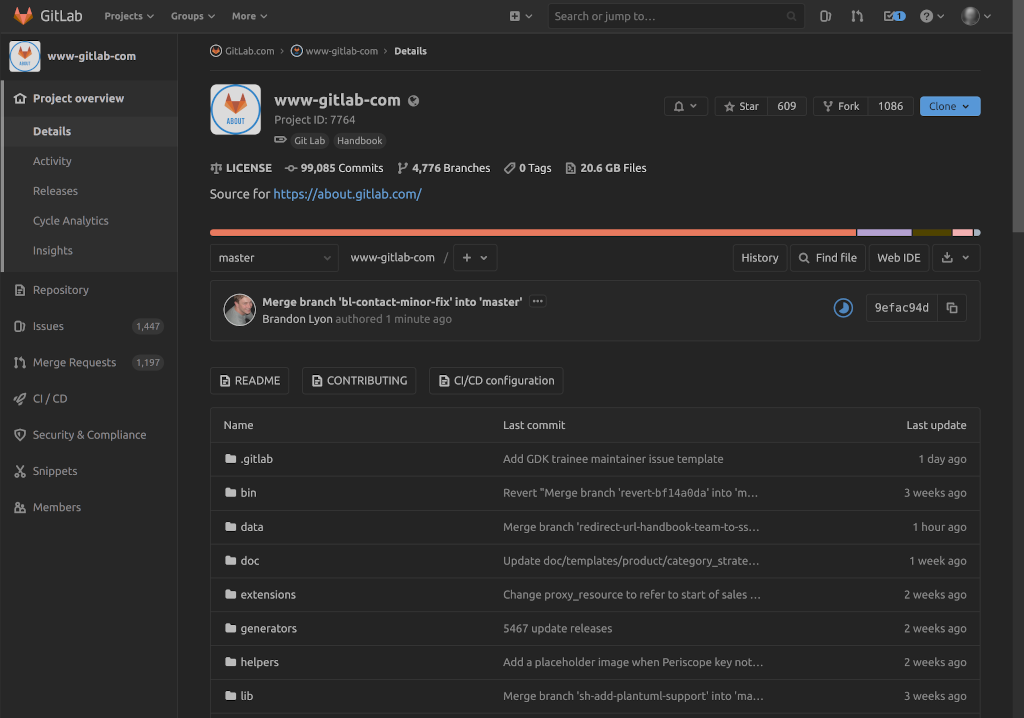 GitLab Projects Groups More Search or jump to... 1
www-gitlab-com
Project overview
Details
Activity
Releases
Cycle Analytics
Insights
Repository
Issues 1,447
Merge Requests 1,197
CI / CD
Security & Compliance
Snippets
Members
GitLab.com > www-gitlab-com > Details
ABOUT
www-gitlab-com
Project ID: 7764
Git Lab Handbook
Star 609 Fork 1086 Clone
LICENSE 99,085 Commits 4,776 Branches 0 Tags 20.6 GB Files
Source for https://about.gitlab.com/
master www-gitlab-com / + History Find file Web IDE
Merge branch 'bl-contact-minor-fix' into 'master' ...
Brandon Lyon authored 1 minute ago
9efac94d
README CONTRIBUTING CI/CD configuration
Name Last commit Last update
.gitlab Add GDK trainee maintainer issue template 1 day ago
bin Revert "Merge branch 'revert-bf14a0da' into 'm... 3 weeks ago
data Merge branch 'redirect-url-handbook-team-to-ss... 1 hour ago
doc Update doc/templates/product/category_strate... 1 week ago
extensions Change proxy_resource to refer to start of sales ... 2 weeks ago
generators 5467 update releases 2 weeks ago
helpers Add a placeholder image when Periscope key not... 2 weeks ago
lib Merge branch 'sh-add-plantuml-support' into 'ma... 3 weeks ago